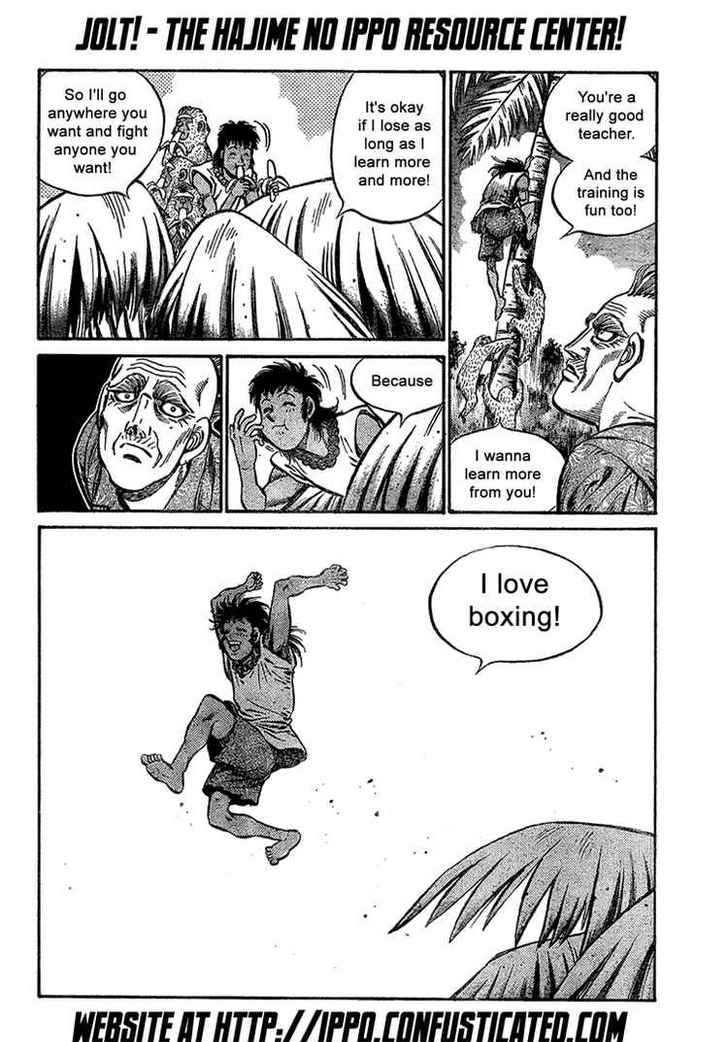 JOLT! - THE HAJIME NO IPPO RESOURCE CENTER!
You're a
really good
teacher.
And the
training is
fun too!
I wanna
learn more
from you!
It's okay
if I lose as
long as I
learn more
and more!
So I'll go
anywhere you
want and fight
anyone you
want!
Because
I love
boxing!
WEBSITE AT HTTP://IPPO.CONFUSTICATED.COM